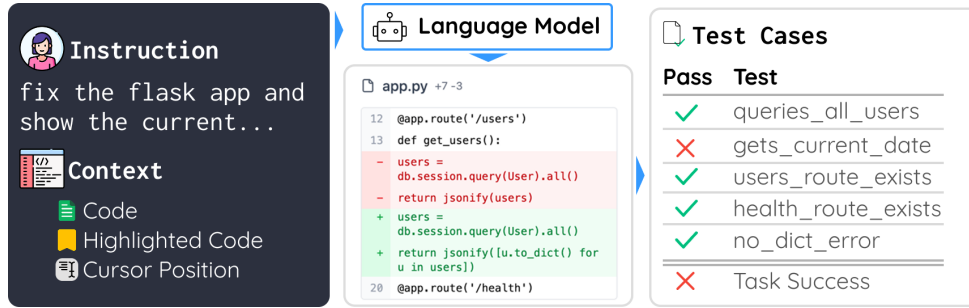 Instruction
fix the flask app and
show the current...
</>
Context
Code
Highlighted Code
Cursor Position
Language Model
app.py +7 -3
12 @app.route('/users')
13 def get_users():
- users =
db.session.query(User).all()
- return jsonify(users)
+ users =
db.session.query(User).all()
+ return jsonify([u.to_dict() for
u in users])
20 @app.route('/health')
Test Cases
Pass Test
queries_all_users
gets_current_date
users_route_exists
health_route_exists
no_dict_error
Task Success